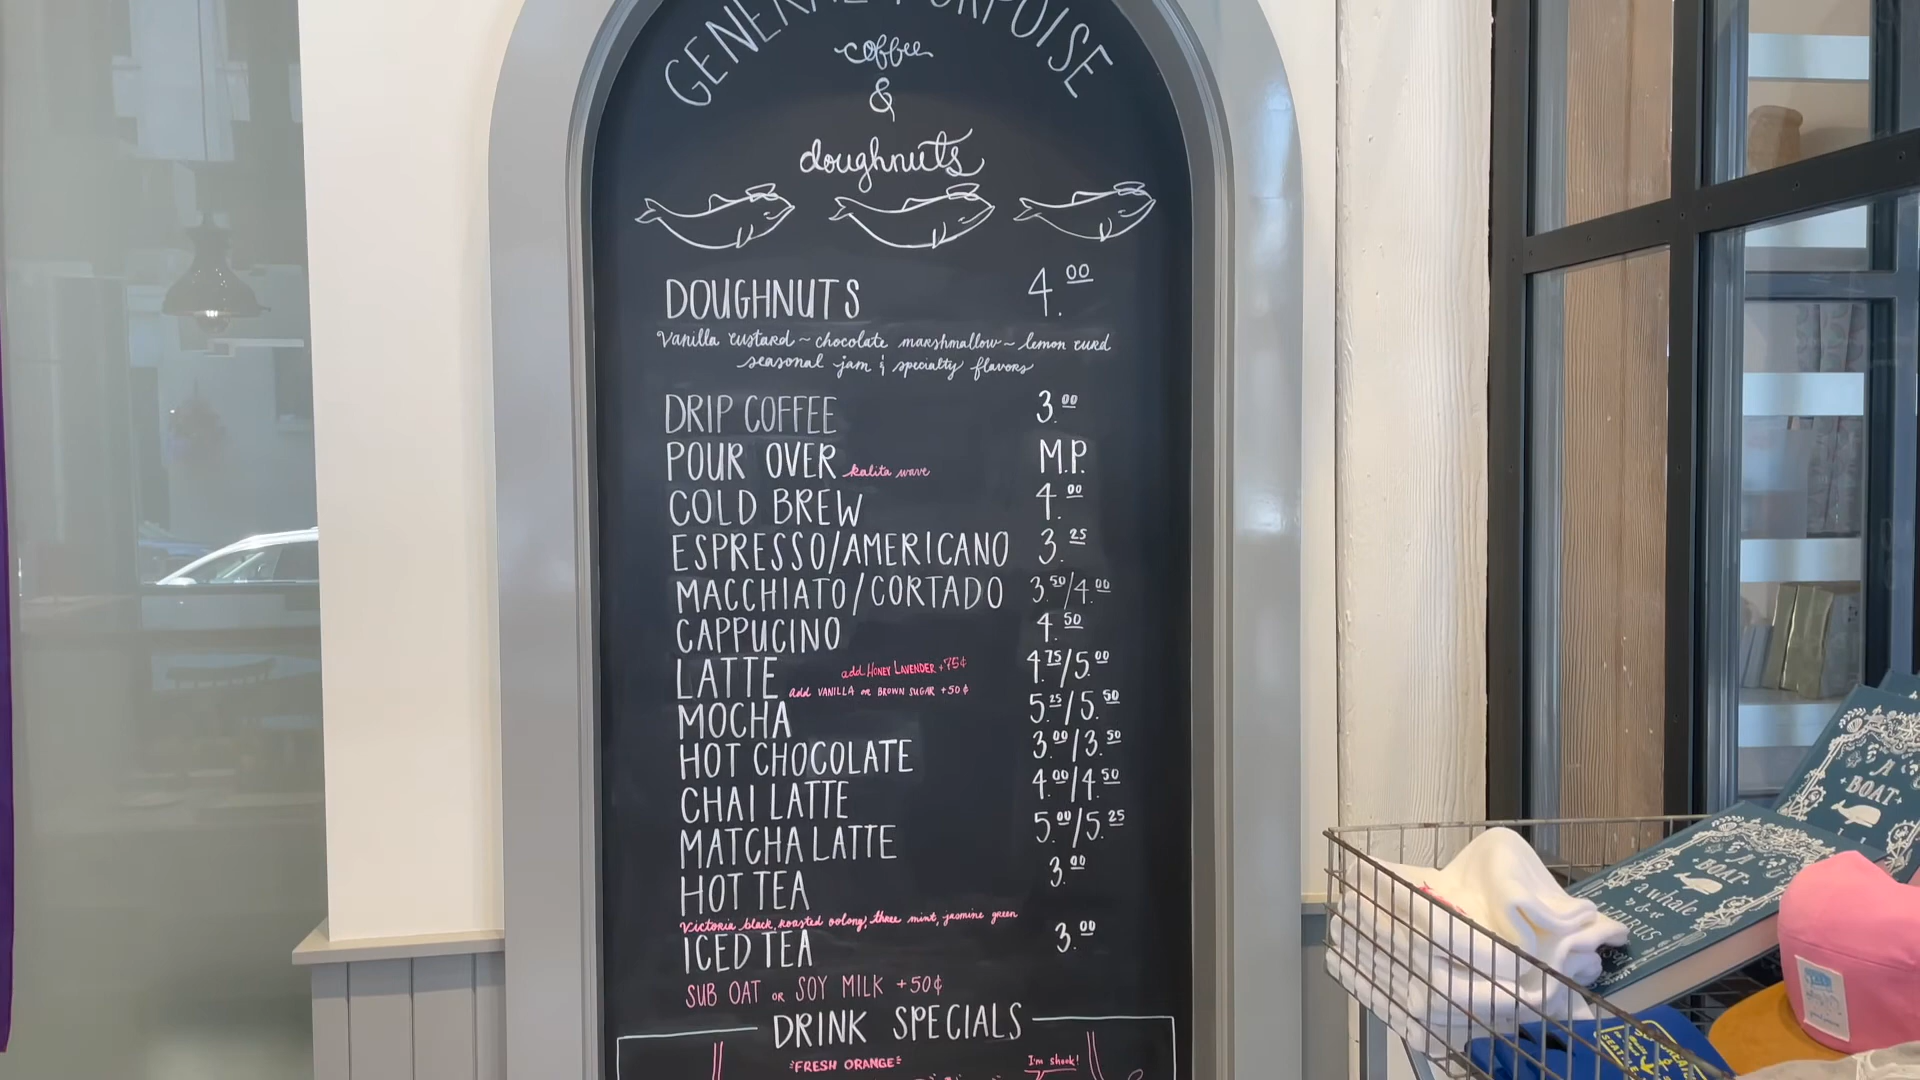 GENERAL PORPOISE
coffee
&
doughnuts
DOUGHNUTS 4.00
Vanilla custard ~ chocolate marshmallow ~ lemon curd
seasonal jam & specialty flavors
DRIP COFFEE 3.00
POUR OVER kalita wave M.P.
COLD BREW 4.00
ESPRESSO/AMERICANO 3.25
MACCHIATO/CORTADO 3.50/4.00
CAPPUCINO 4.50
LATTE add HONEY LAVENDER +75¢ 4.75/5.00
add VANILLA or BROWN SUGAR +50¢
MOCHA 5.25/5.50
HOT CHOCOLATE 3.00/3.50
CHAI LATTE 4.00/4.50
MATCHA LATTE 5.00/5.25
HOT TEA 3.00
Victoria black, roasted oolong, three mint, jasmine green
ICED TEA 3.00
SUB OAT OR SOY MILK +50¢
DRINK SPECIALS
"FRESH ORANGE"
I'm shook!
A
BOAT
A
BOAT
a whale
&
WALRUS